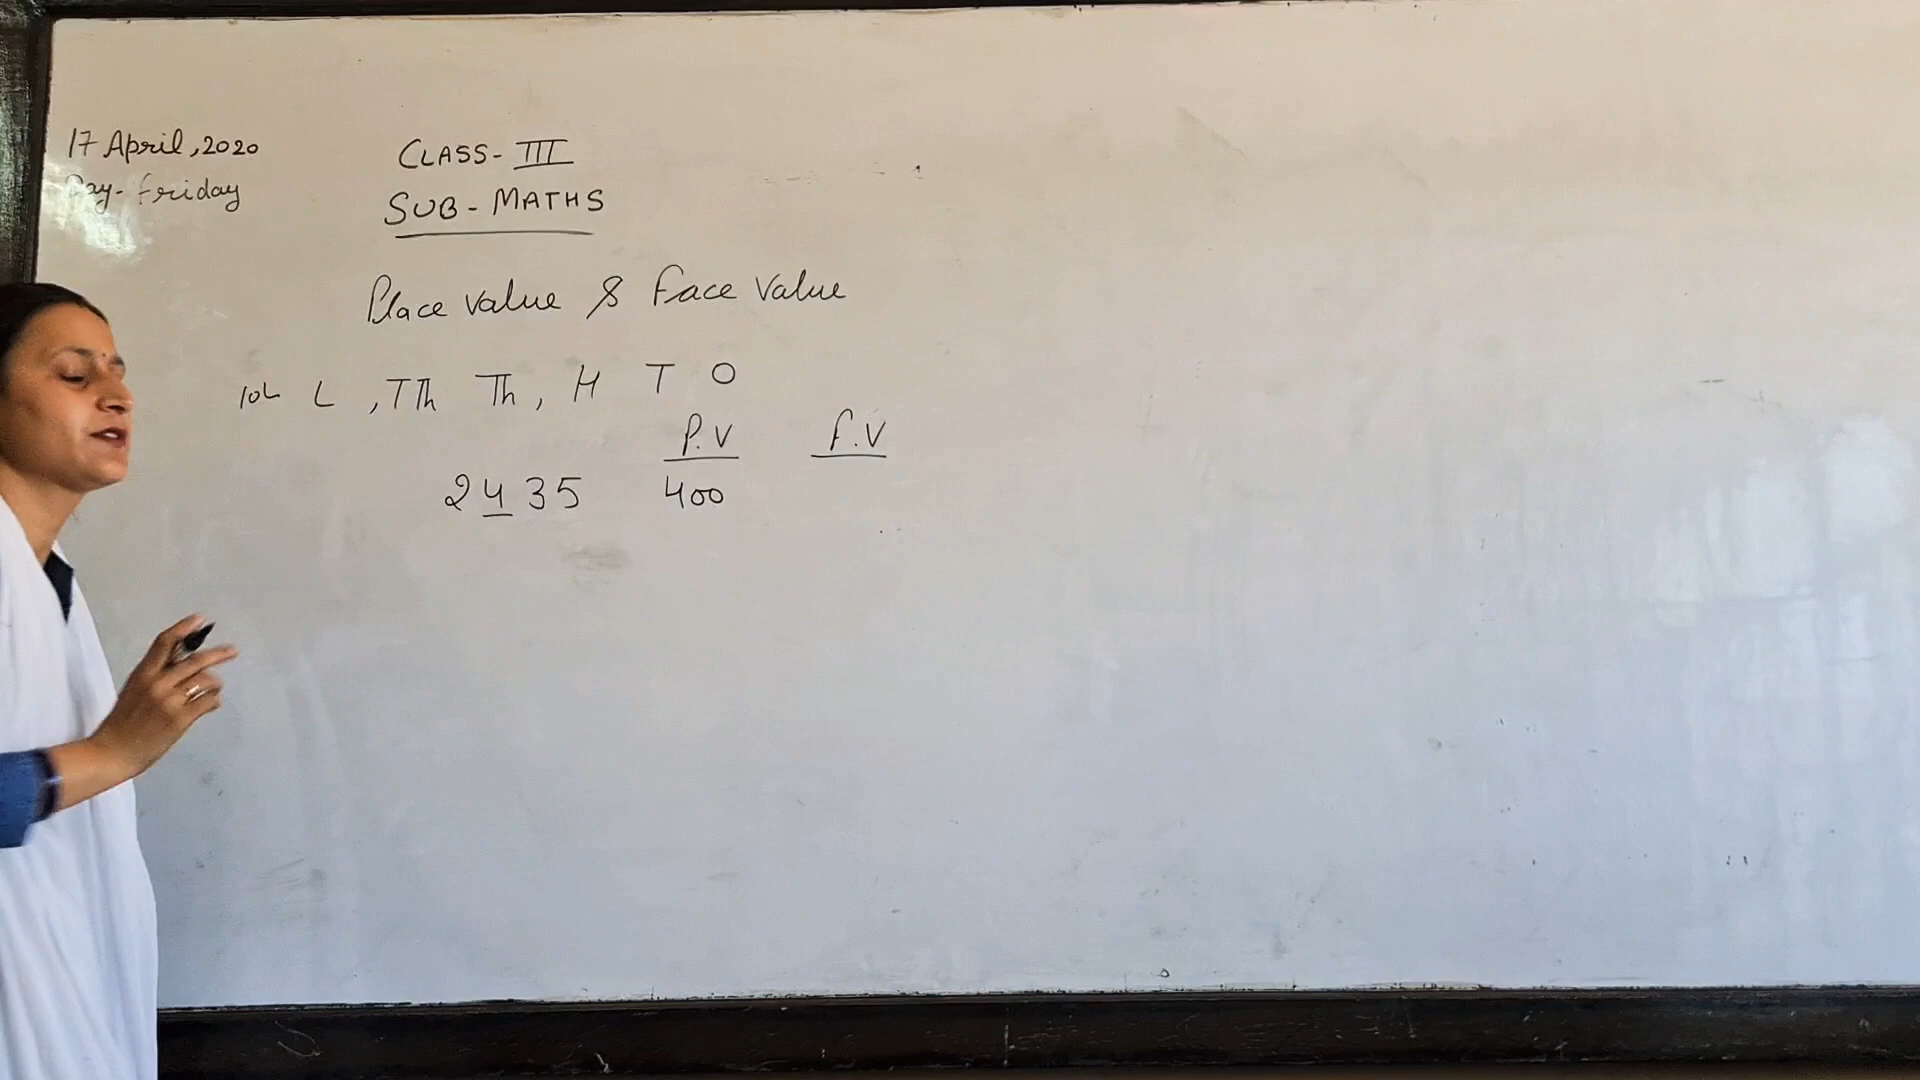 17 April, 2020
Day- Friday
CLASS- III
SUB- MATHS
Place Value & Face Value
10L L , TTh Th, H T O
P.V F.V
2435 400